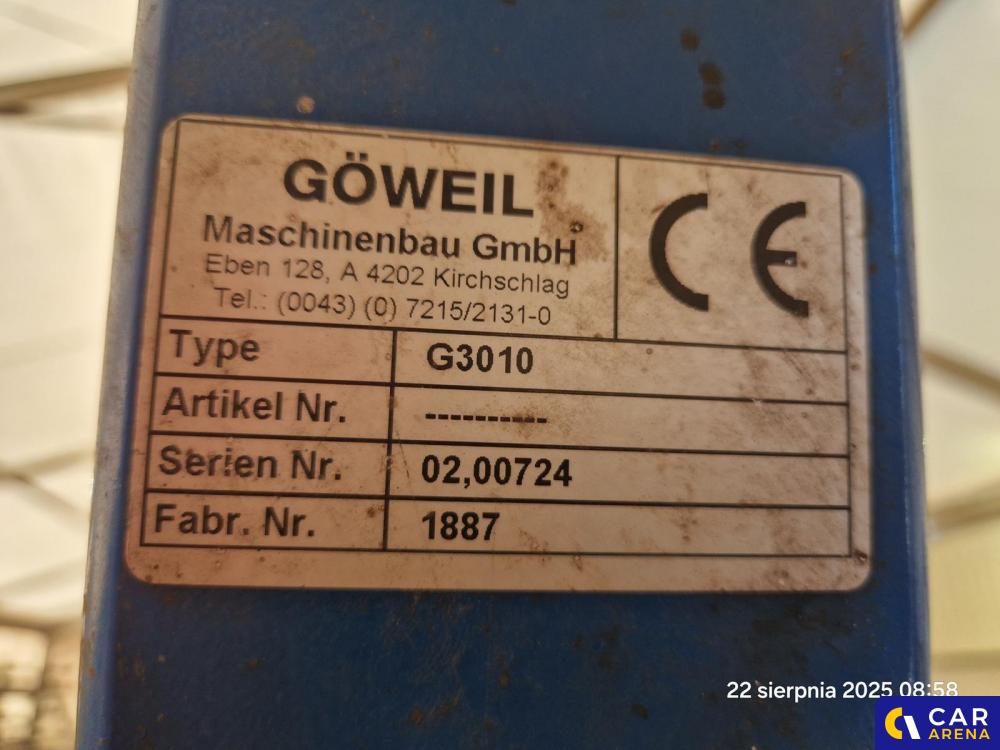 GÖWEIL
Maschinenbau GmbH
Eben 128, A 4202 Kirchschlag
Tel.: (0043) (0) 7215/2131-0
CE
Type G3010
Artikel Nr. ----------
Serien Nr. 02,00724
Fabr. Nr. 1887
22 sierpnia 2025 08:58
CAR
ARENA